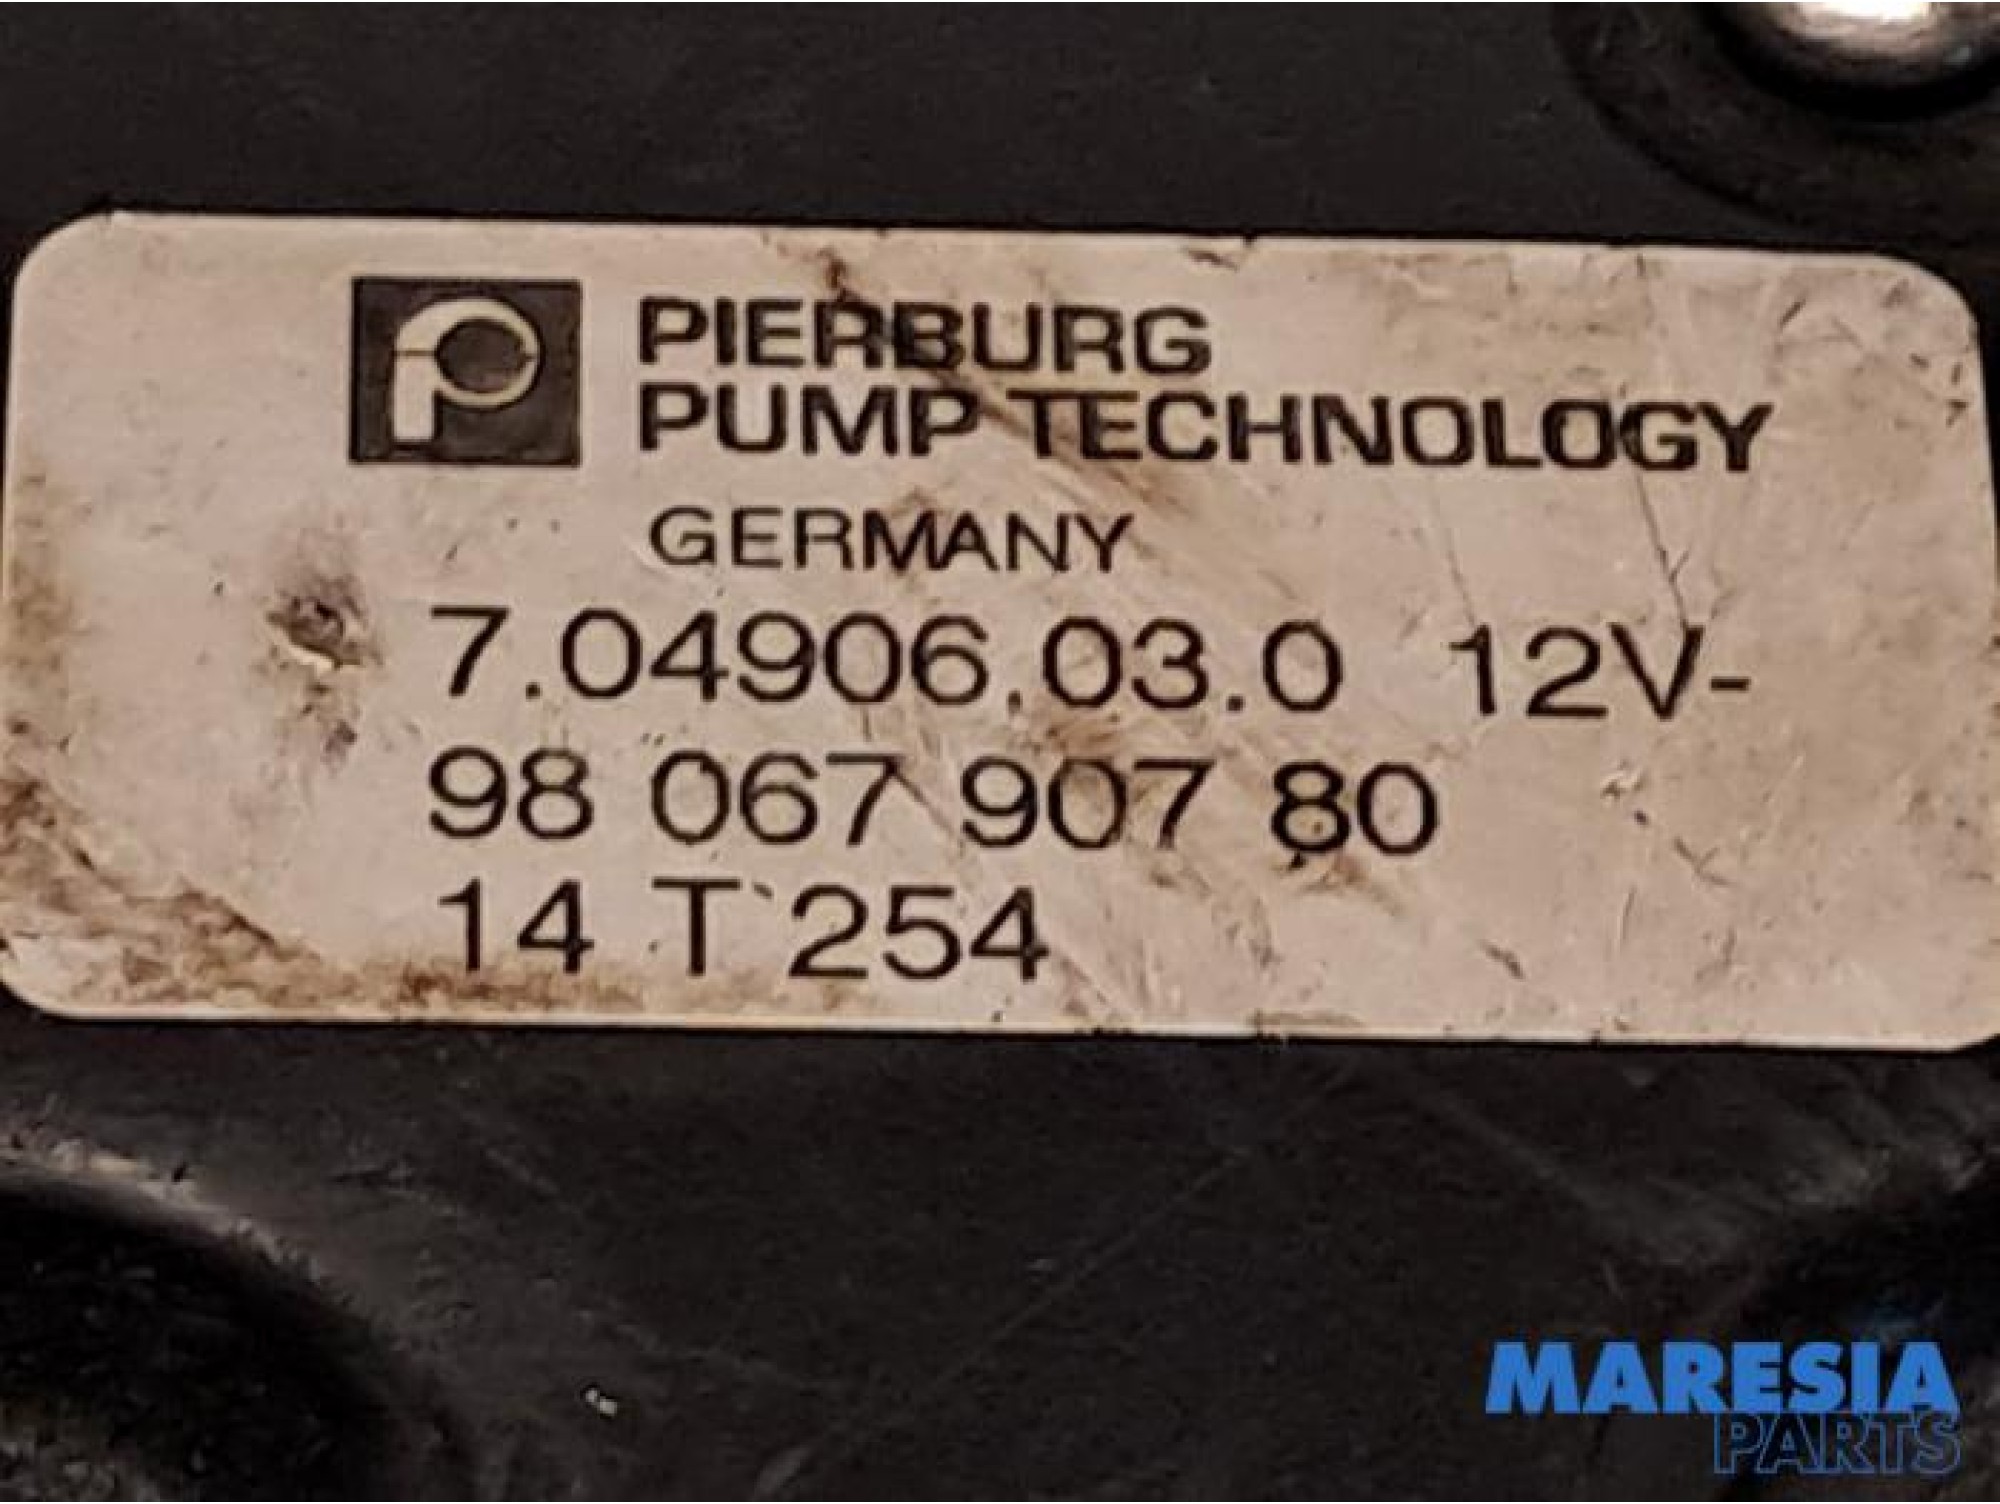 PIERBURG
PUMP TECHNOLOGY
GERMANY
7.04906.03.0 12V-
98 067 907 80
14 T 254
MARESIA
PARTS